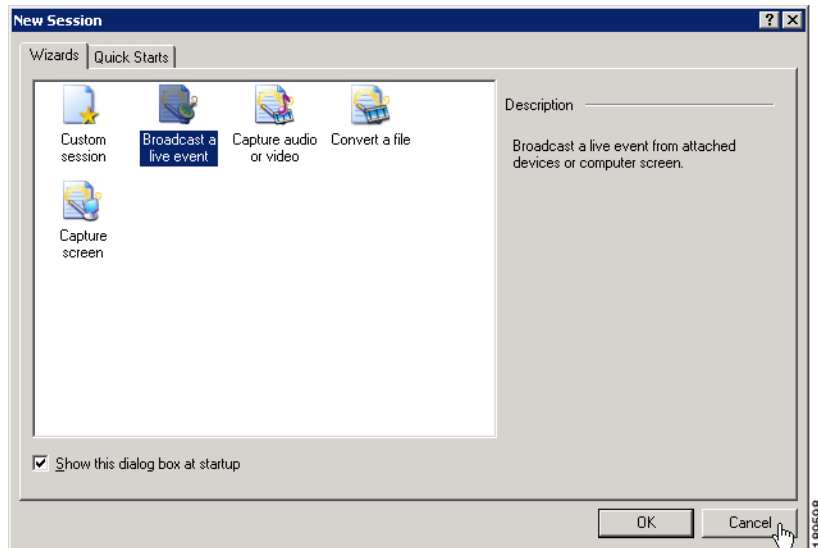 New Session
Wizards
Quick Starts
Custom
session
Broadcast a
live event
Capture audio
or video
Convert a file
Capture
screen
Description
Broadcast a live event from attached
devices or computer screen.
Show this dialog box at startup
OK
Cancel
189598